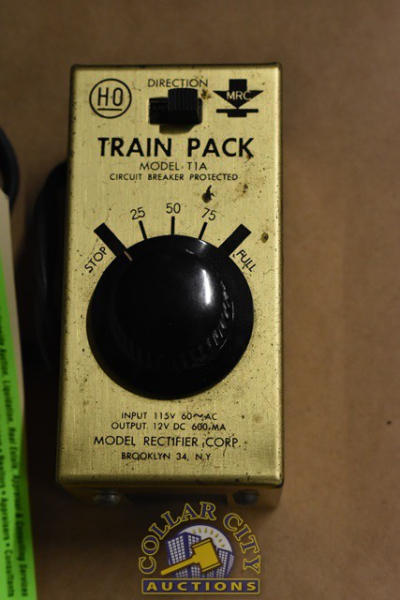 DIRECTION
HO
MRC
TRAIN PACK
MODEL T1A
CIRCUIT BREAKER PROTECTED
STOP 25 50 75 FULL
INPUT 115V 60~AC
OUTPUT 12V DC 600 MA
MODEL RECTIFIER CORP.
BROOKLYN 34, N.Y.
COLLAR CITY
AUCTIONS